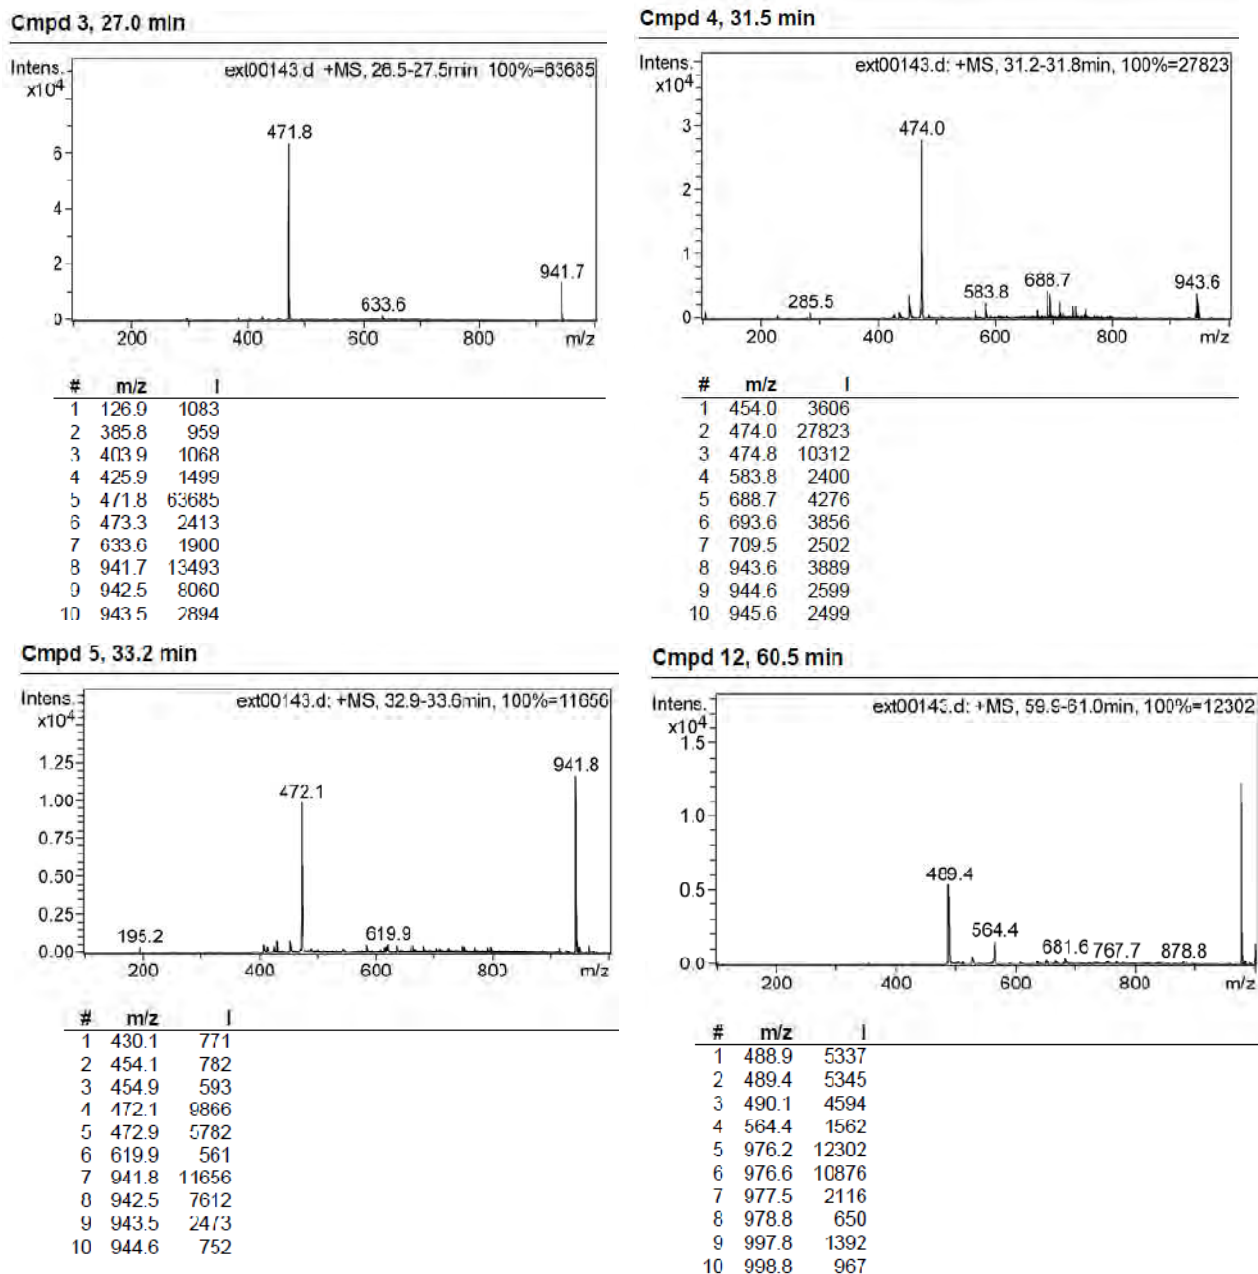 Cmpd 3, 27.0 min
Intens.
x10⁴
ext00143.d: +MS, 26.5-27.5min, 100%=63685
471.8
6
4
2
0
633.6
941.7
200
400
600
800
m/z
# m/z I
1 126.9 1083
2 385.8 959
3 403.9 1068
4 425.9 1499
5 471.8 63685
6 473.3 2413
7 633.6 1900
8 941.7 13493
9 942.5 8060
10 943.5 2894
Cmpd 4, 31.5 min
Intens.
x10⁴
ext00143.d: +MS, 31.2-31.8min, 100%=27823
474.0
3
2
1
0
285.5
583.8
688.7
943.6
200
400
600
800
m/z
# m/z I
1 454.0 3606
2 474.0 27823
3 474.8 10312
4 583.8 2400
5 688.7 4276
6 693.6 3856
7 709.5 2502
8 943.6 3889
9 944.6 2599
10 945.6 2499
Cmpd 5, 33.2 min
Intens.
x10⁴
ext00143.d: +MS, 32.9-33.6min, 100%=11656
941.8
472.1
1.25
1.00
0.75
0.50
0.25
0.00
195.2
619.9
200
400
600
800
m/z
# m/z I
1 430.1 771
2 454.1 782
3 454.9 593
4 472.1 9866
5 472.9 5782
6 619.9 561
7 941.8 11656
8 942.5 7612
9 943.5 2473
10 944.6 752
Cmpd 12, 60.5 min
Intens.
x10⁴
ext00143.d: +MS, 59.9-61.0min, 100%=12302
1.5
1.0
0.5
0.0
489.4
564.4
681.6
767.7
878.8
200
400
600
800
m/z
# m/z I
1 488.9 5337
2 489.4 5345
3 490.1 4594
4 564.4 1562
5 976.2 12302
6 976.6 10876
7 977.5 2116
8 978.8 650
9 997.8 1392
10 998.8 967